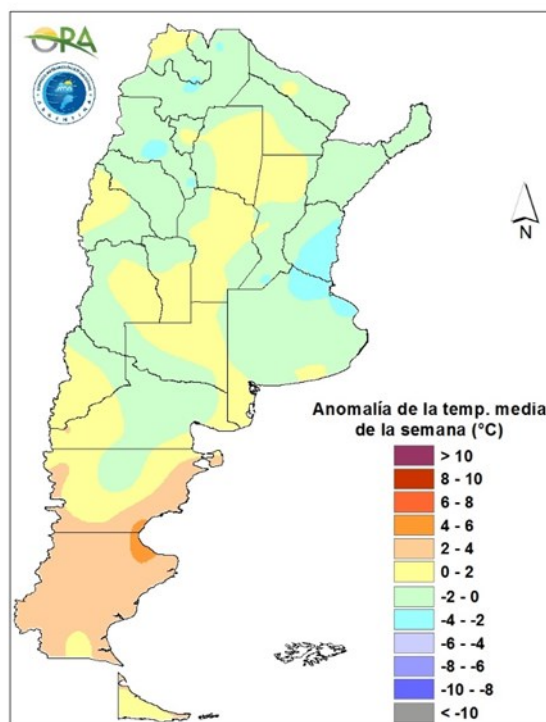 ORA
N
Anomalía de la temp. media
de la semana (°C)
> 10
8 - 10
6 - 8
4 - 6
2 - 4
0 - 2
-2 - 0
-4 - -2
-6 - -4
-8 - -6
-10 - -8
< -10